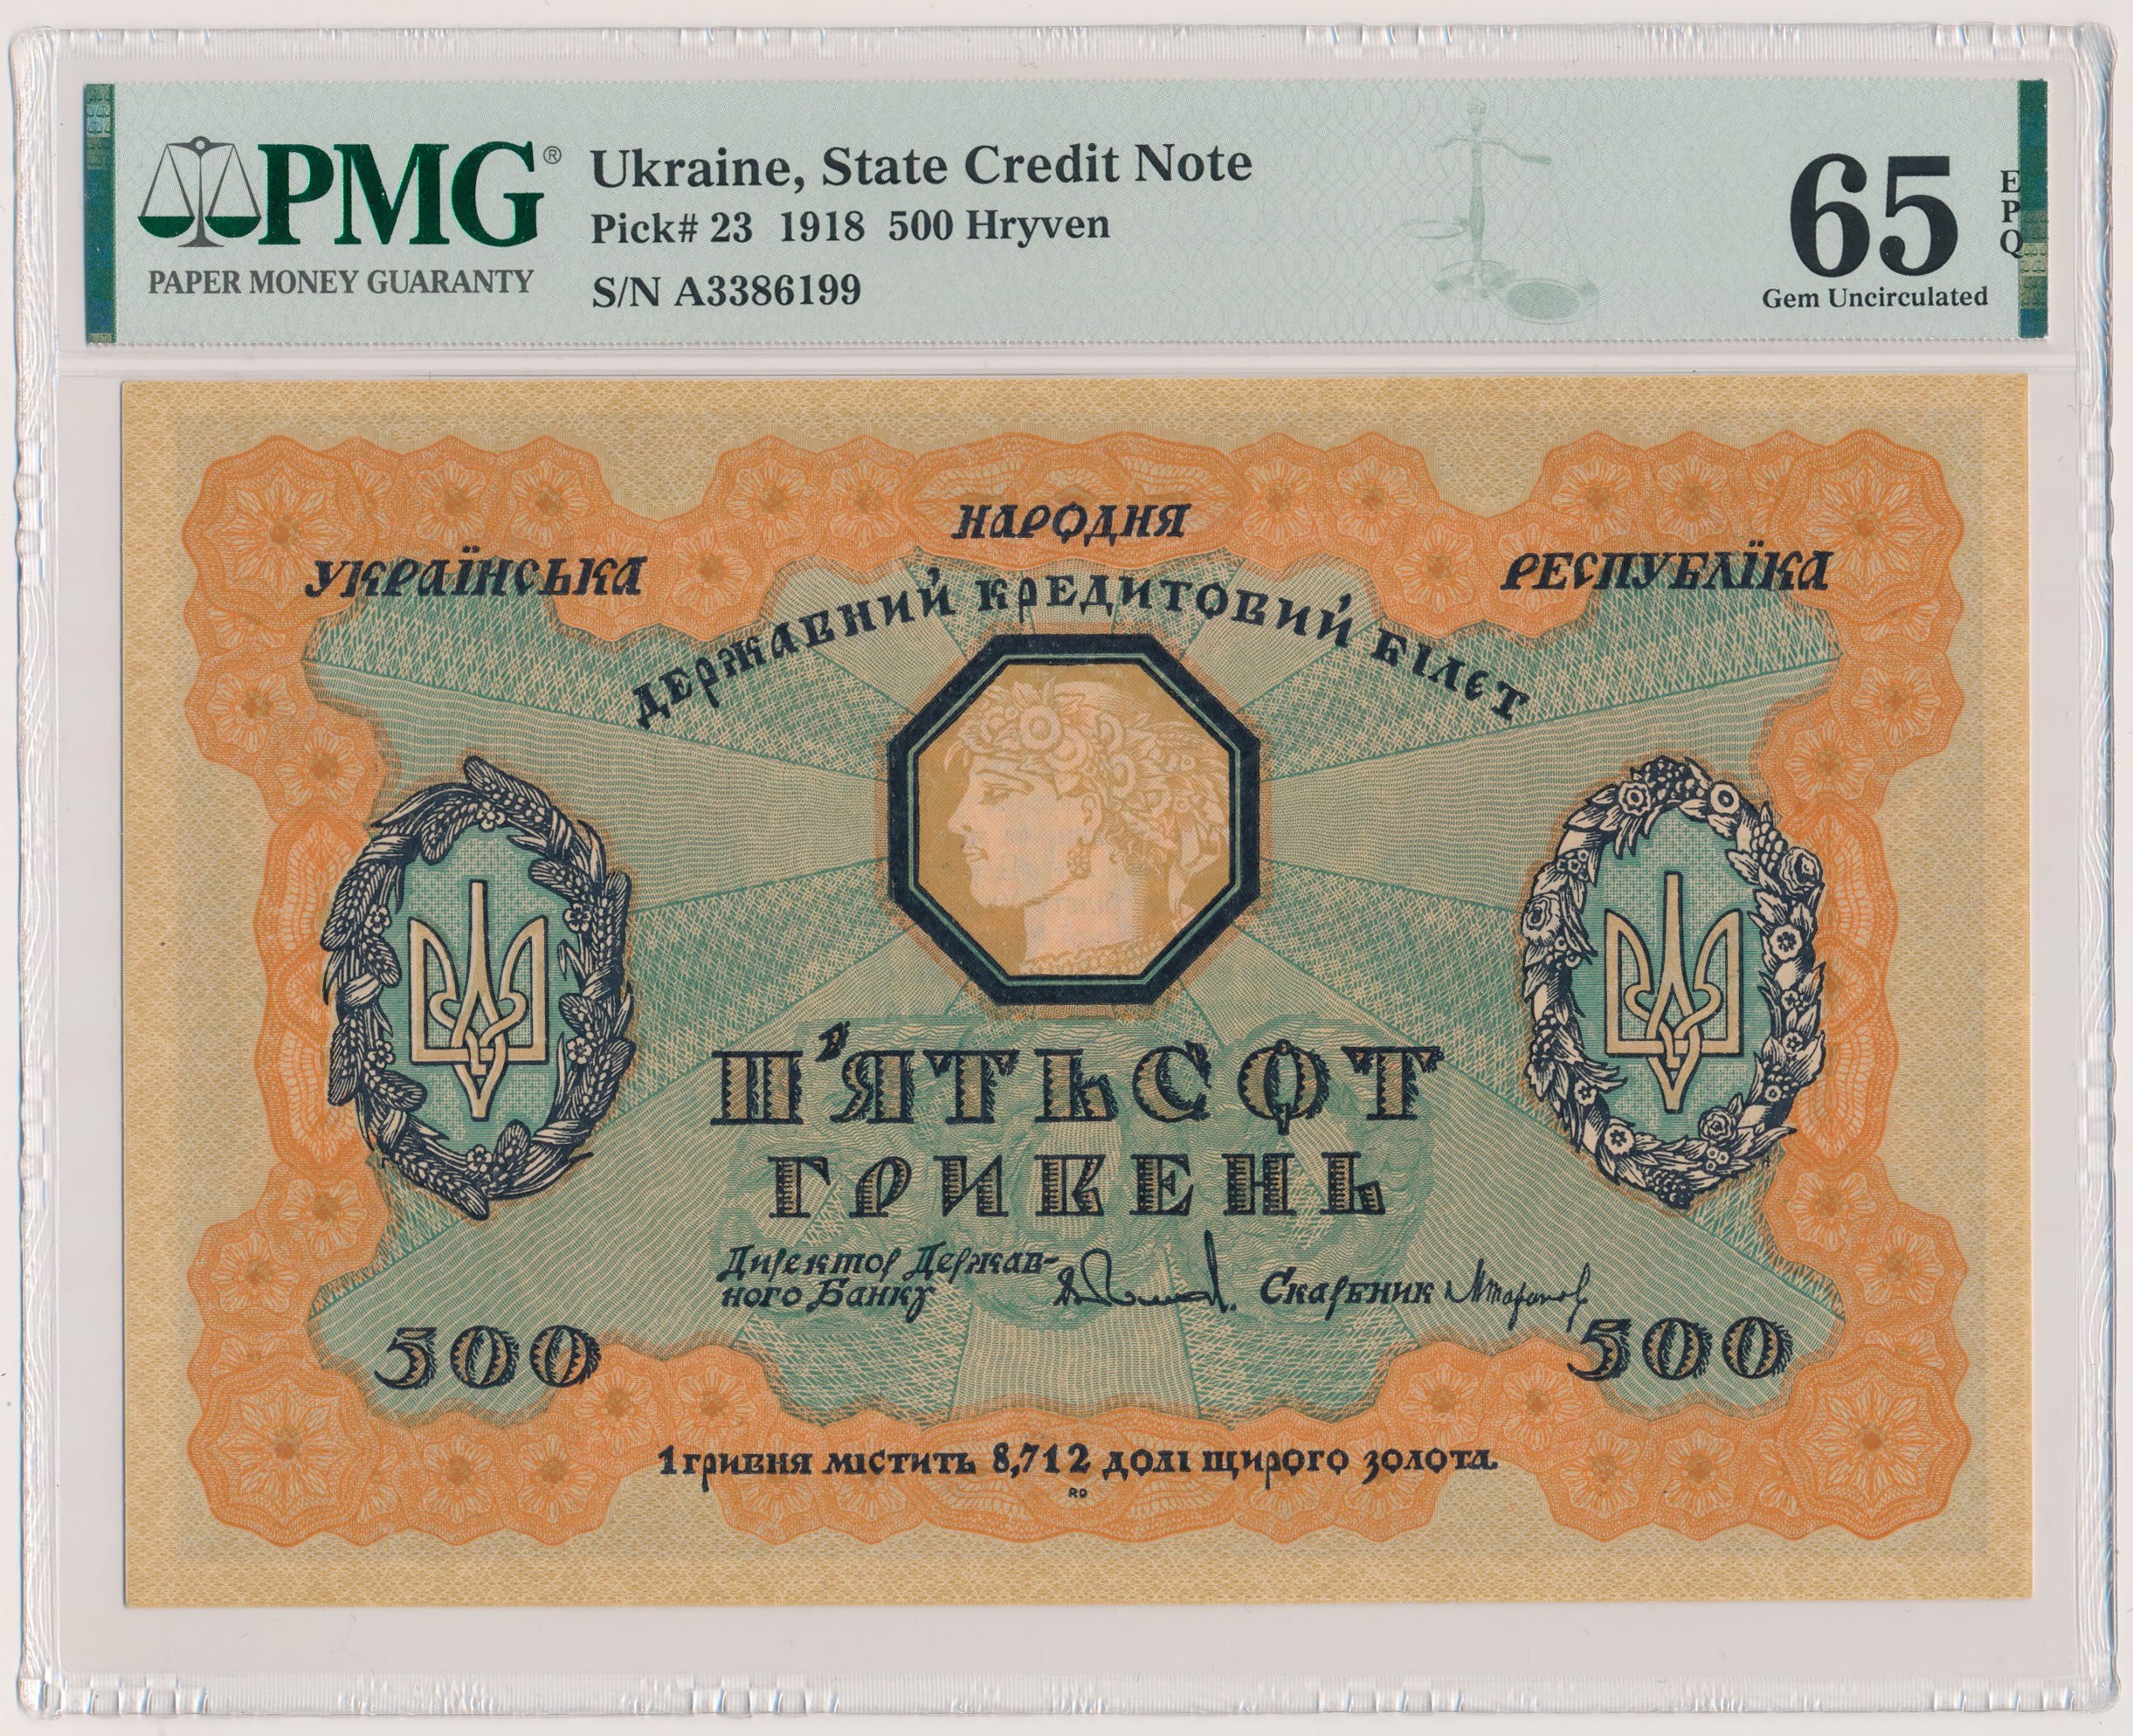 PMG®
PAPER MONEY GUARANTY
Ukraine, State Credit Note
Pick# 23 1918 500 Hryven
S/N A3386199
65
EPQ
Gem Uncirculated
УКРАЇНСЬКА
НАРОДНЯ
РЕСПУБЛЇКА
ДЕРЖАВНИЙ КРЕДИТОВИЙ БІЛЄТ
П'ЯТЬСОТ
ГРИВЕНЬ
Директор Держав-
ного Банку
Скарбник
500
500
1 гривня містить 8,712 долі щирого золота.